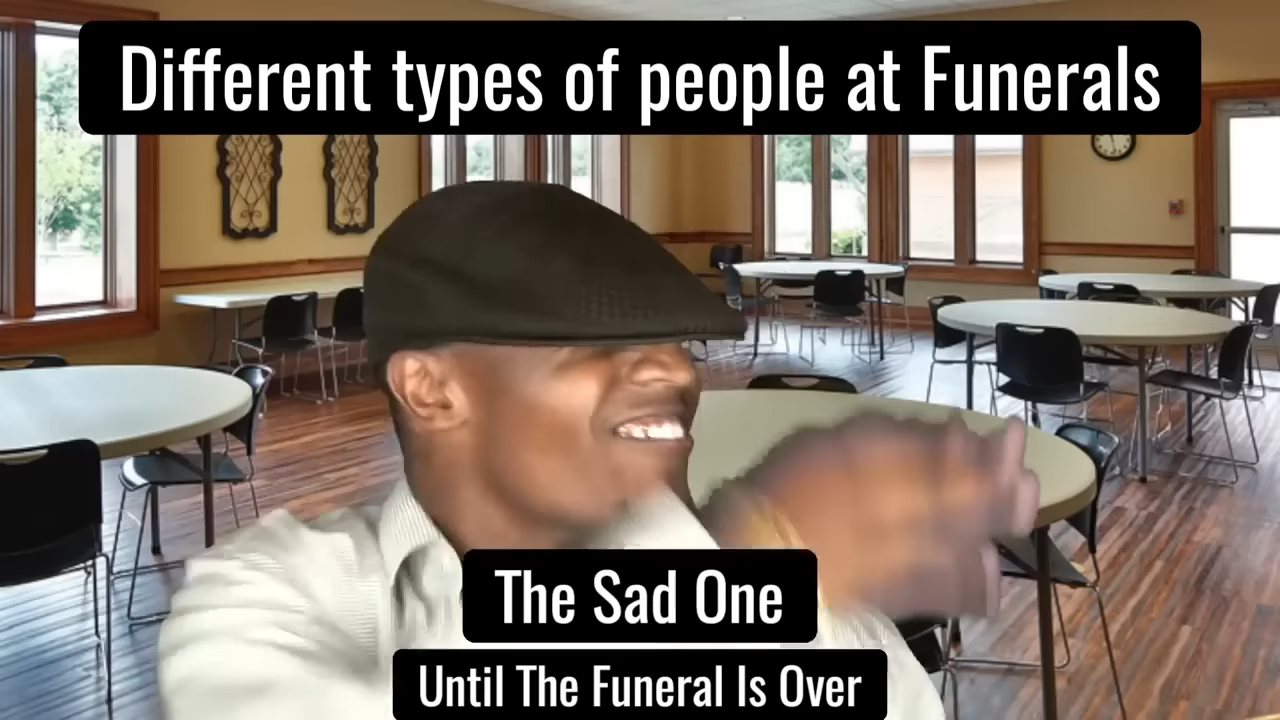 Different types of people at Funerals
The Sad One
Until The Funeral Is Over